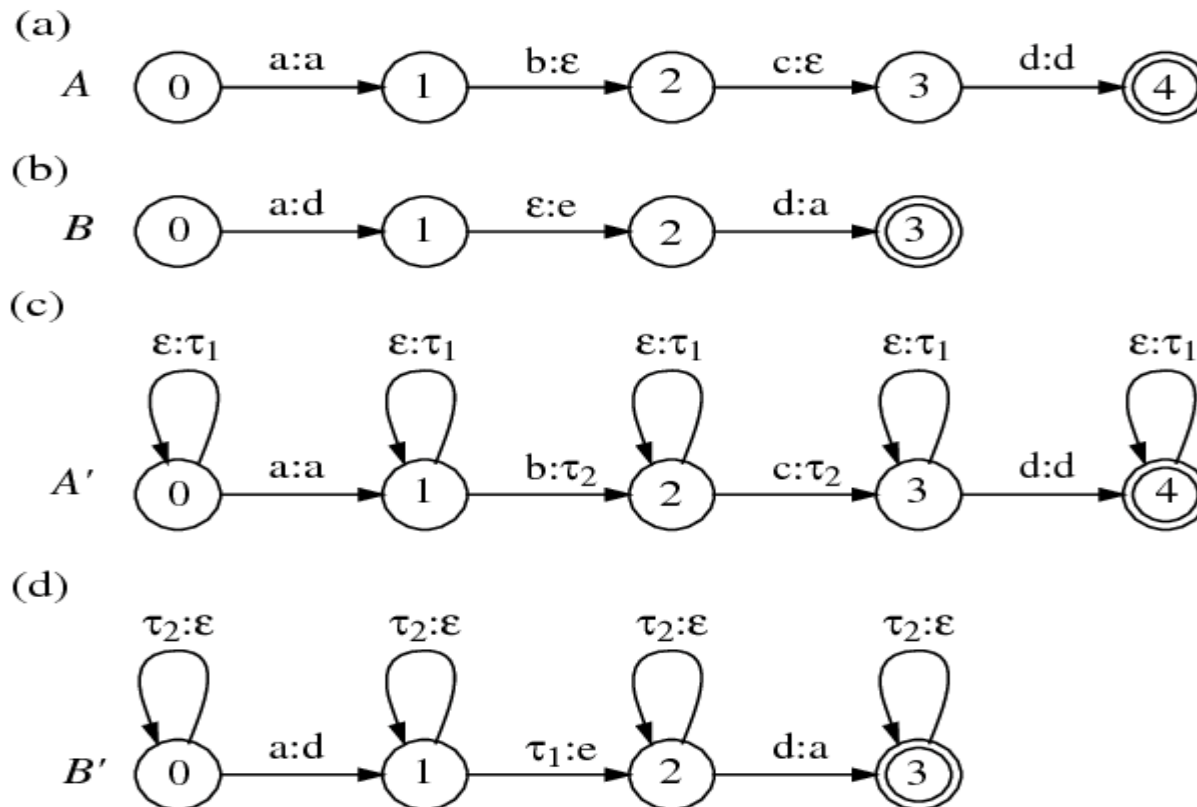 (a)
a:a b:ε c:ε d:d
A 0 1 2 3 4
(b)
a:d ε:e d:a
B 0 1 2 3
(c)
ε:τ₁ ε:τ₁ ε:τ₁ ε:τ₁ ε:τ₁
a:a b:τ₂ c:τ₂ d:d
A′ 0 1 2 3 4
(d)
τ₂:ε τ₂:ε τ₂:ε τ₂:ε
a:d τ₁:e d:a
B′ 0 1 2 3